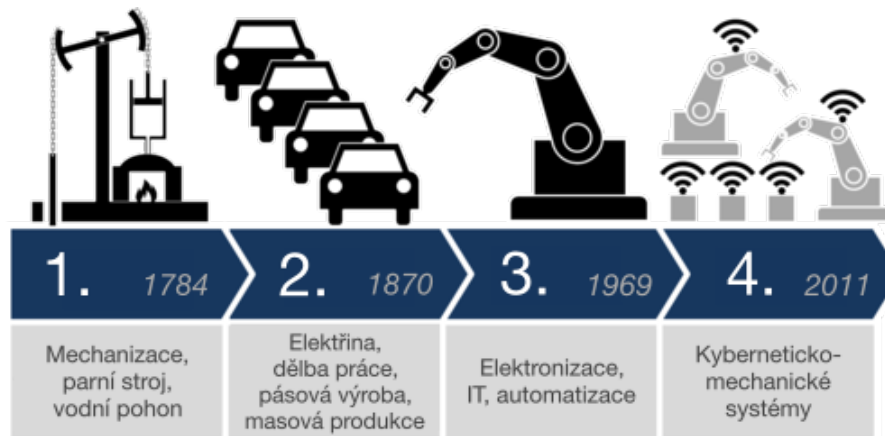 1. 1784
2. 1870
3. 1969
4. 2011
Mechanizace,
parní stroj,
vodní pohon
Elektřina,
dělba práce,
pásová výroba,
masová produkce
Elektronizace,
IT, automatizace
Kyberneticko-
mechanické
systémy